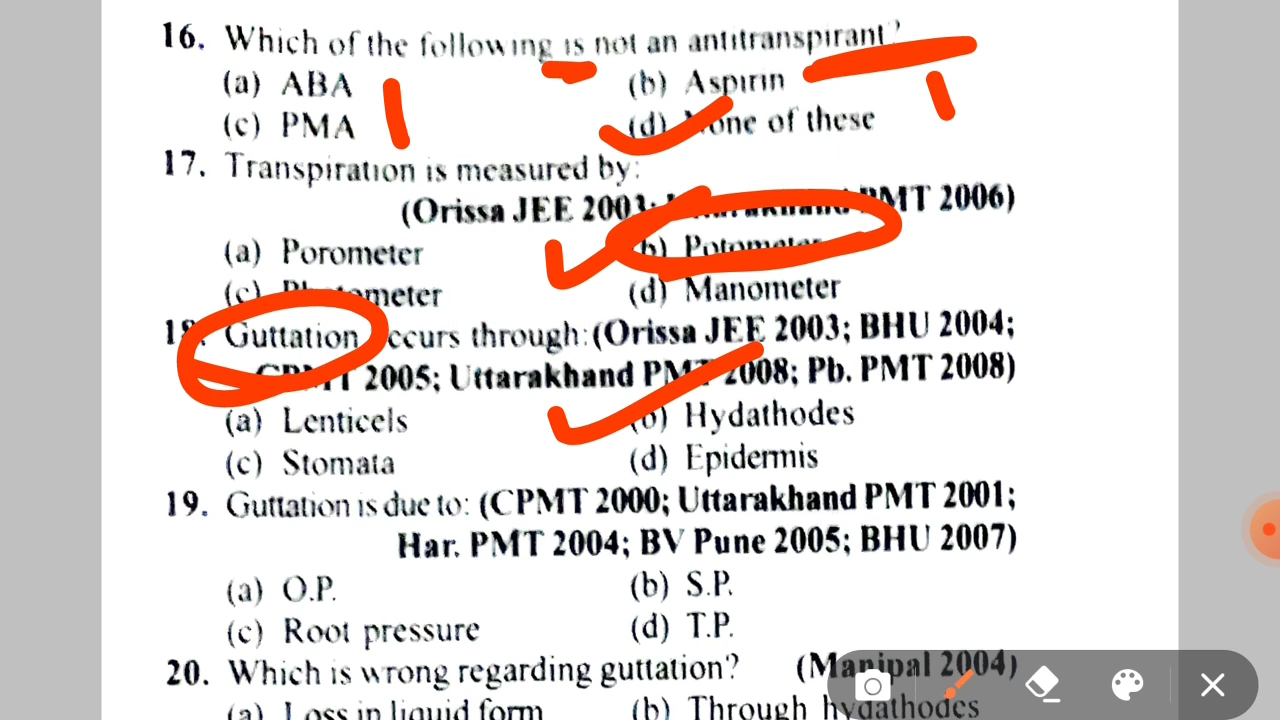 16. Which of the following is not an antitranspirant?
(a) ABA (b) Aspirin
(c) PMA (d) None of these
17. Transpiration is measured by:
(Orissa JEE 2003; PMT 2006)
(a) Porometer (b) Potometer
(c) (d) Manometer
18. Guttation occurs through: (Orissa JEE 2003; BHU 2004;
CPMT 2005; Uttarakhand PMT 2008; Pb. PMT 2008)
(a) Lenticels (b) Hydathodes
(c) Stomata (d) Epidermis
19. Guttation is due to: (CPMT 2000; Uttarakhand PMT 2001;
Har. PMT 2004; BV Pune 2005; BHU 2007)
(a) O.P. (b) S.P.
(c) Root pressure (d) T.P.
20. Which is wrong regarding guttation? (Manipal 2004)
(a) Loss in liquid form (b) Through hydathodes